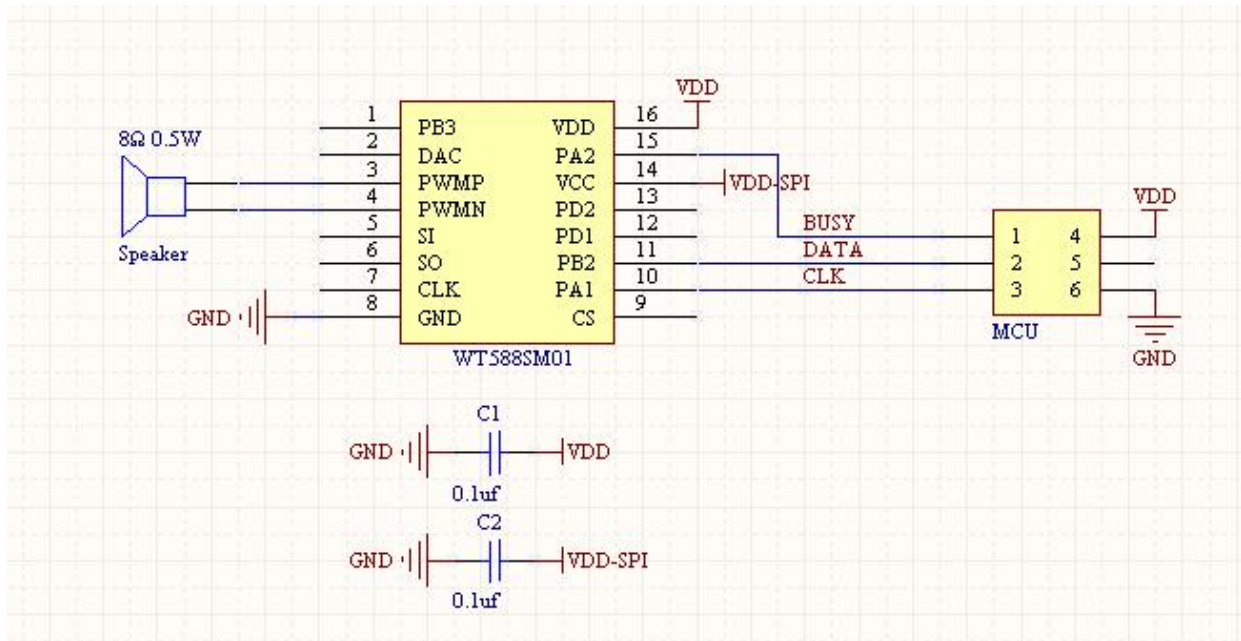 VDD
8Ω 0.5W
Speaker
1 PB3 VDD 16
2 DAC PA2 15
3 PWMP VCC 14
4 PWMN PD2 13
5 SI PD1 12
6 SO PB2 11
7 CLK PA1 10
8 GND CS 9
GND
WT588SM01
VDD-SPI
BUSY
DATA
CLK
VDD
1 4
2 5
3 6
MCU
GND
C1
GND VDD
0.1uf
C2
GND VDD-SPI
0.1uf